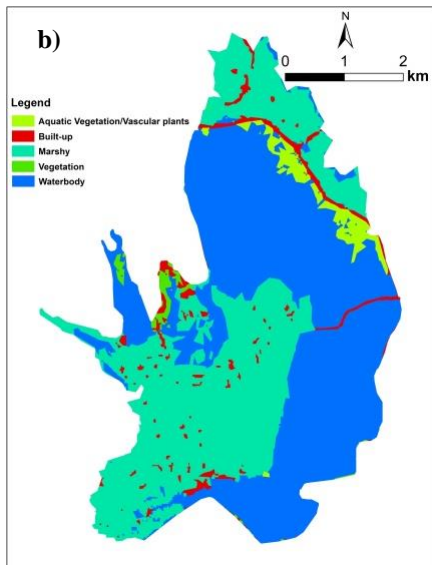 b)
N
0 1 2
km
Legend
Aquatic Vegetation/Vascular plants
Built-up
Marshy
Vegetation
Waterbody